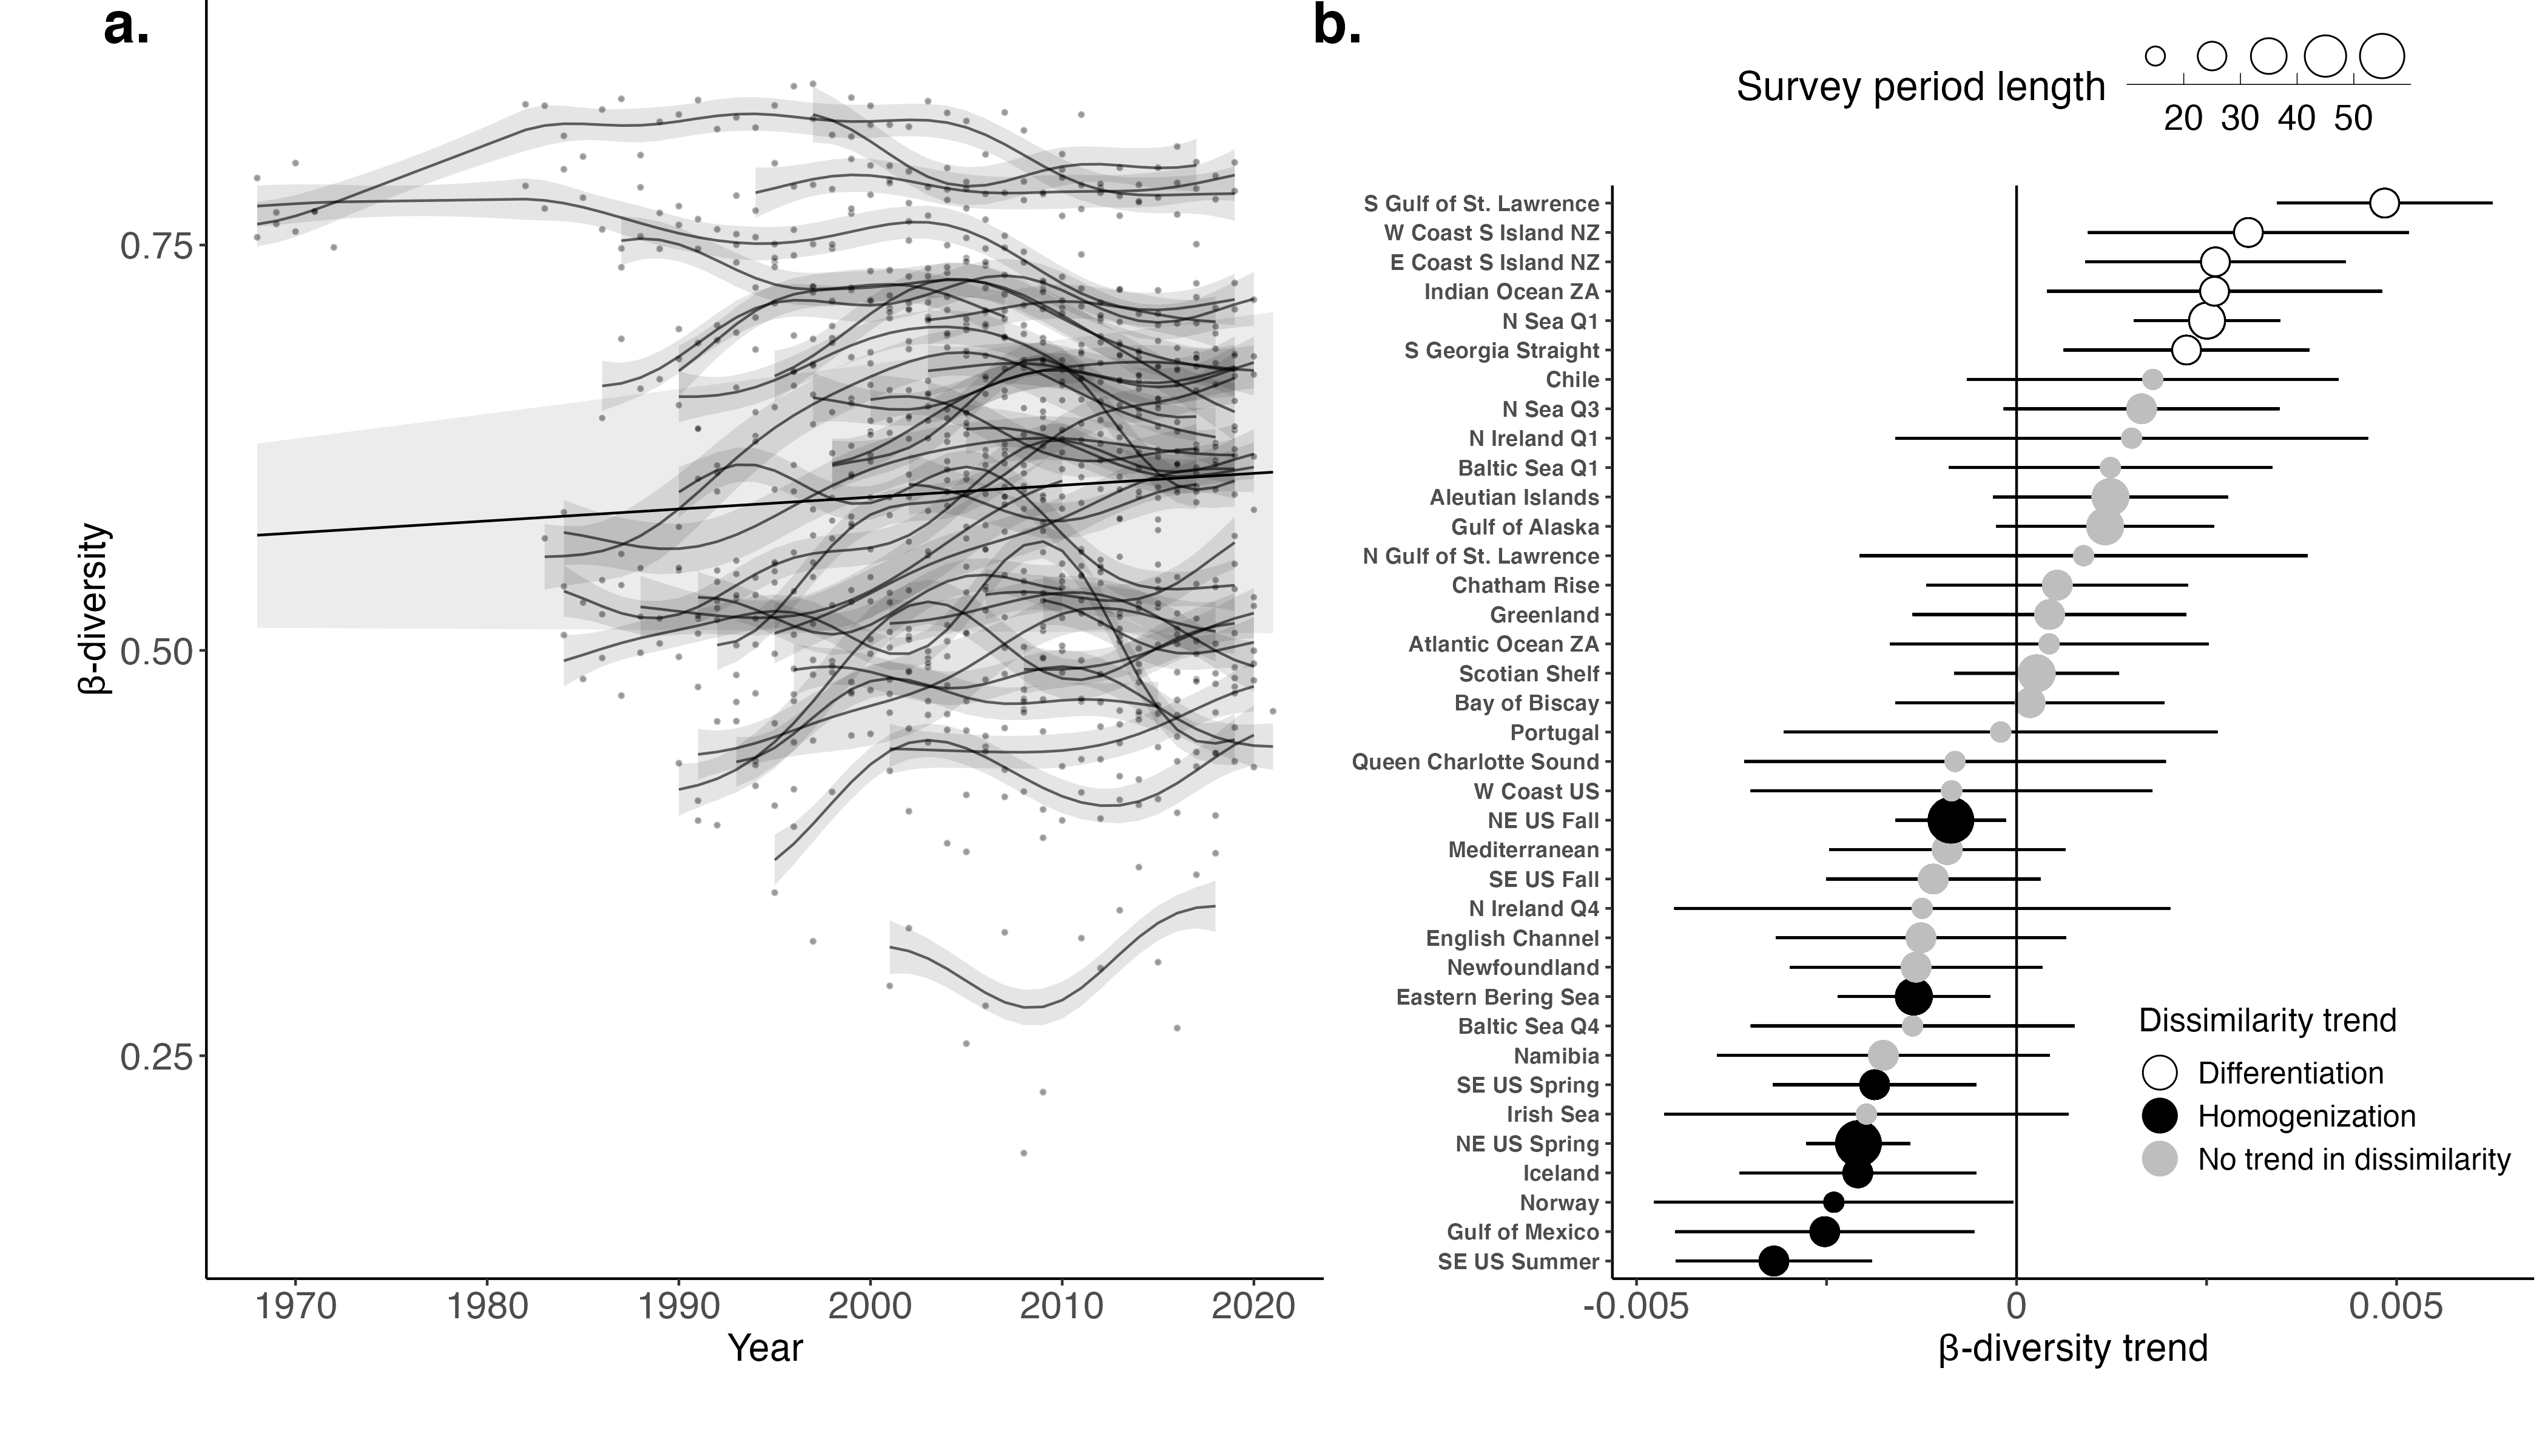 a.
β-diversity
0.75
0.50
0.25
1970 1980 1990 2000 2010 2020
Year
b.
Survey period length
20 30 40 50
S Gulf of St. Lawrence
W Coast S Island NZ
E Coast S Island NZ
Indian Ocean ZA
N Sea Q1
S Georgia Straight
Chile
N Sea Q3
N Ireland Q1
Baltic Sea Q1
Aleutian Islands
Gulf of Alaska
N Gulf of St. Lawrence
Chatham Rise
Greenland
Atlantic Ocean ZA
Scotian Shelf
Bay of Biscay
Portugal
Queen Charlotte Sound
W Coast US
NE US Fall
Mediterranean
SE US Fall
N Ireland Q4
English Channel
Newfoundland
Eastern Bering Sea
Baltic Sea Q4
Namibia
SE US Spring
Irish Sea
NE US Spring
Iceland
Norway
Gulf of Mexico
SE US Summer
Dissimilarity trend
Differentiation
Homogenization
No trend in dissimilarity
-0.005 0 0.005
β-diversity trend